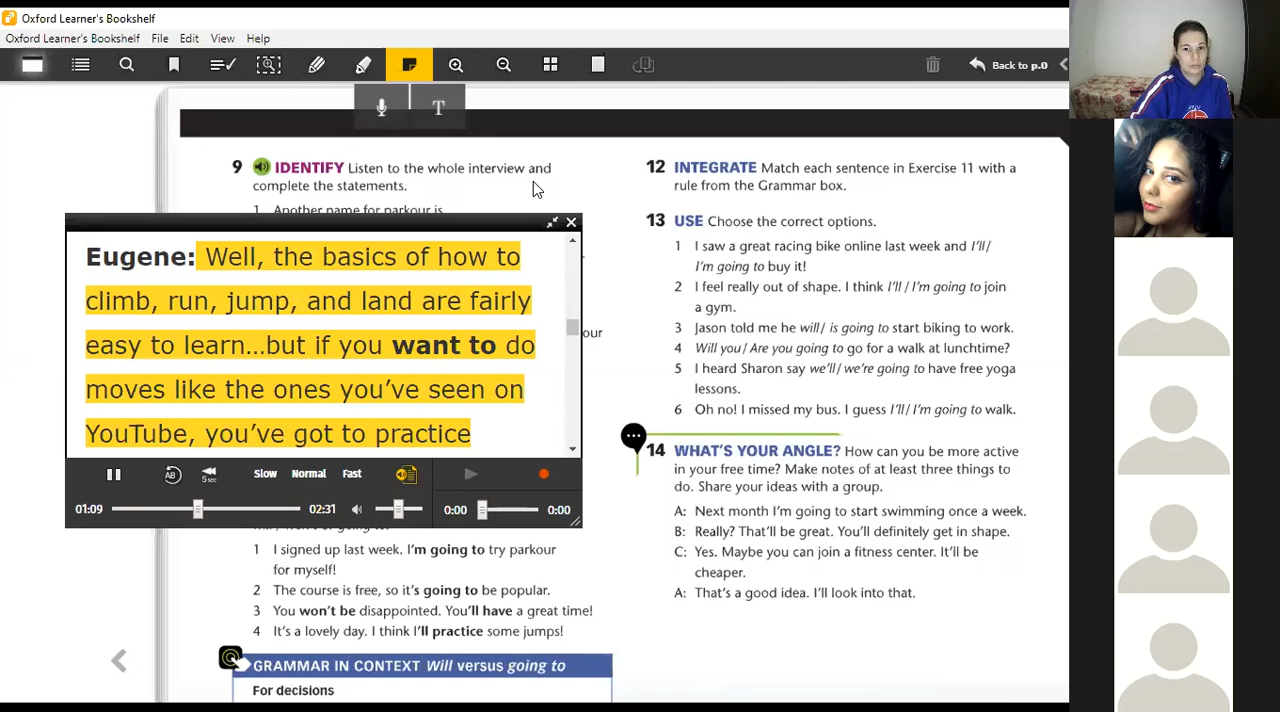 Oxford Learner's Bookshelf
Oxford Learner's Bookshelf File Edit View Help
T
Back to p.0
9 IDENTIFY Listen to the whole interview and
complete the statements.
1 Another name for parkour is
our
Eugene: Well, the basics of how to
climb, run, jump, and land are fairly
easy to learn...but if you want to do
moves like the ones you've seen on
YouTube, you've got to practice
AB
5 sec
Slow Normal Fast
01:09 02:31
0:00 0:00
1 I signed up last week. I'm going to try parkour
for myself!
2 The course is free, so it's going to be popular.
3 You won't be disappointed. You'll have a great time!
4 It's a lovely day. I think I'll practice some jumps!
GRAMMAR IN CONTEXT Will versus going to
For decisions
12 INTEGRATE Match each sentence in Exercise 11 with a
rule from the Grammar box.
13 USE Choose the correct options.
1 I saw a great racing bike online last week and I'll/
I'm going to buy it!
2 I feel really out of shape. I think I'll / I'm going to join
a gym.
3 Jason told me he will/ is going to start biking to work.
4 Will you/ Are you going to go for a walk at lunchtime?
5 I heard Sharon say we'll/ we're going to have free yoga
lessons.
6 Oh no! I missed my bus. I guess I'll/ I'm going to walk.
14 WHAT'S YOUR ANGLE? How can you be more active
in your free time? Make notes of at least three things to
do. Share your ideas with a group.
A: Next month I'm going to start swimming once a week.
B: Really? That'll be great. You'll definitely get in shape.
C: Yes. Maybe you can join a fitness center. It'll be
cheaper.
A: That's a good idea. I'll look into that.